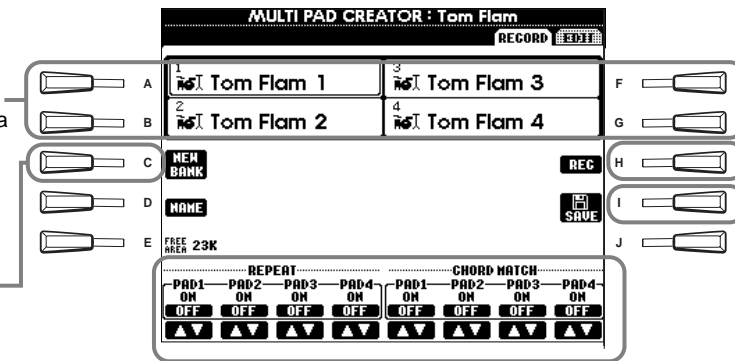 MULTI PAD CREATOR : Tom Flam
RECORD EDIT
1 Tom Flam 1
3 Tom Flam 3
A
F
2 Tom Flam 2
4 Tom Flam 4
a
B
G
C
NEW BANK
REC
H
D
NAME
SAVE
I
E
FREE AREA 23K
J
REPEAT
CHORD MATCH
PAD1 PAD2 PAD3 PAD4 PAD1 PAD2 PAD3 PAD4
ON ON ON ON ON ON ON ON
OFF OFF OFF OFF OFF OFF OFF OFF